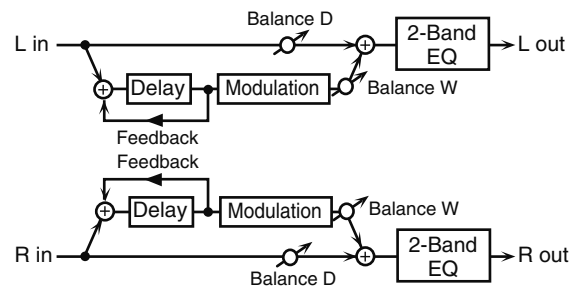 Balance D
L in
2-Band
EQ
L out
Delay
Modulation
Balance W
Feedback
Feedback
Delay
Modulation
Balance W
R in
2-Band
EQ
R out
Balance D